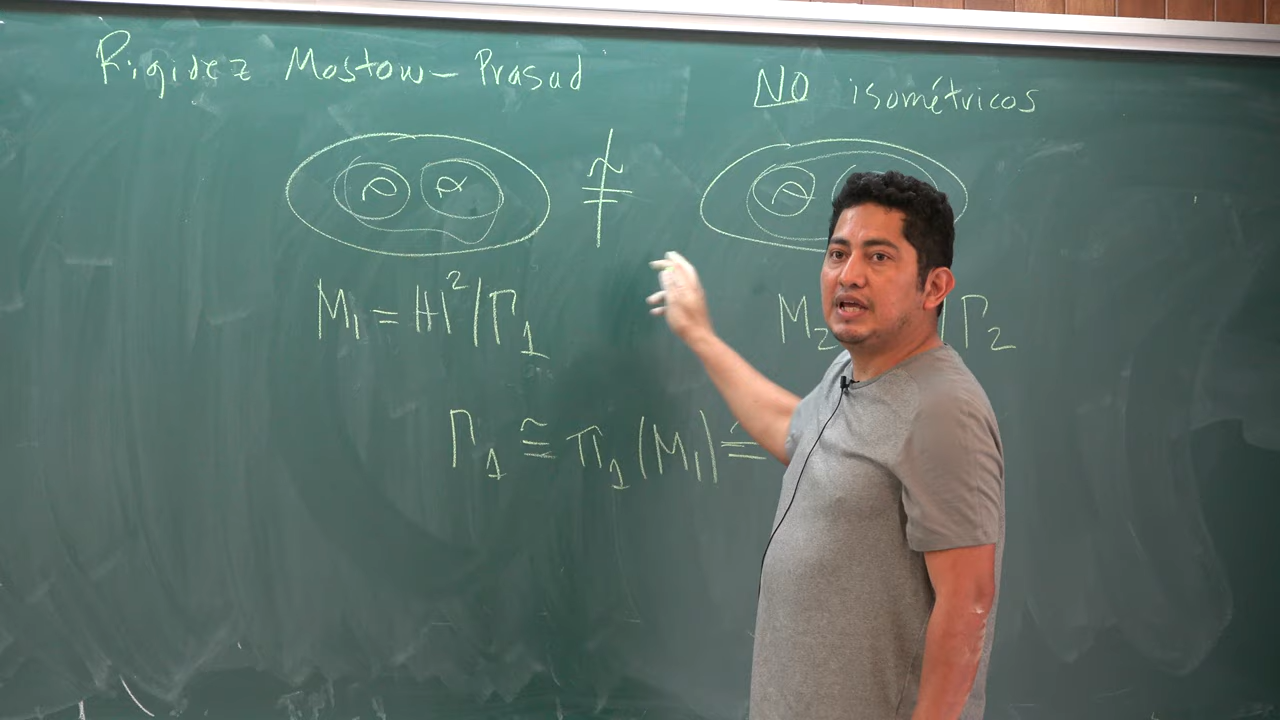 Rigidez Mostow-Prasad
NO isométricos
≇
M₁ = ℍ²/Γ₁
M₂ /Γ₂
Γ₁ ≅ π₁(M₁) ≅